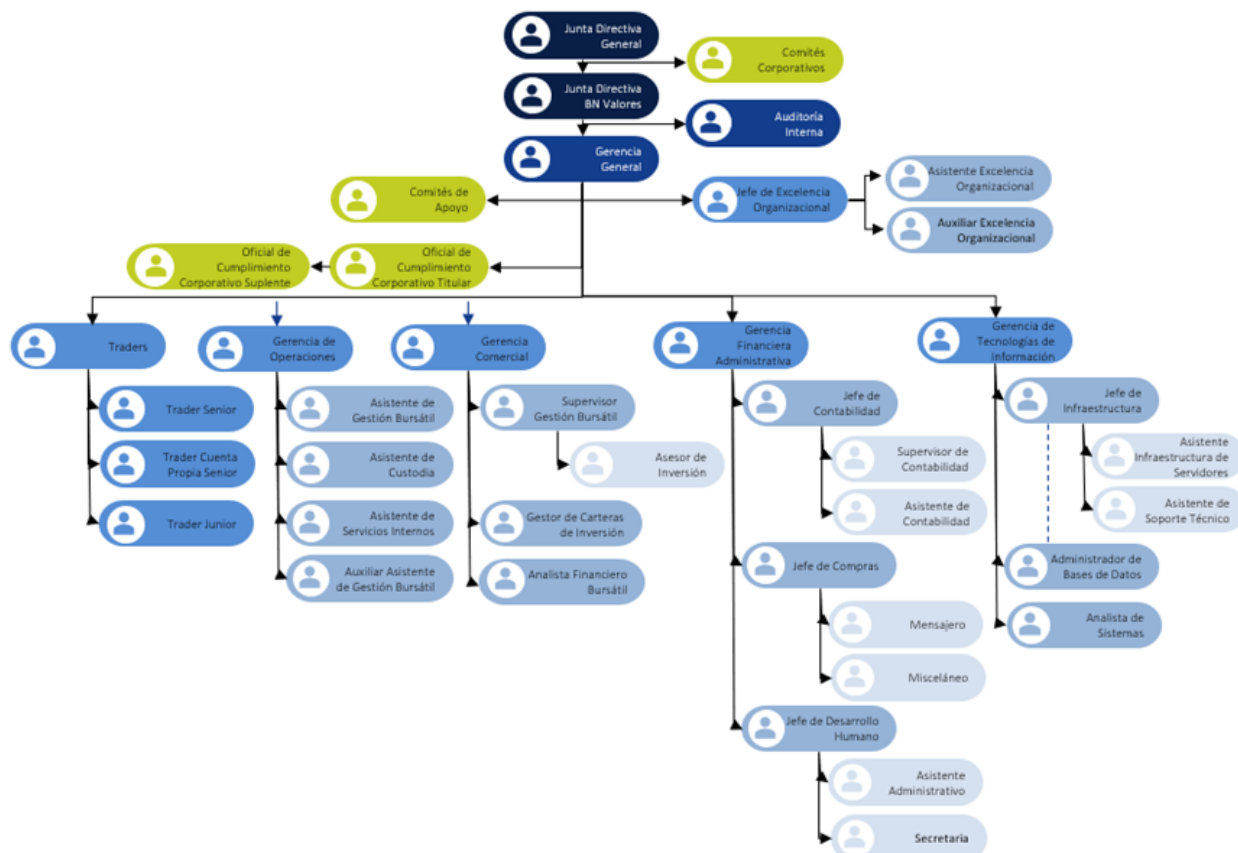 Junta Directiva
General
Comités
Corporativos
Junta Directiva
BN Valores
Auditoría
Interna
Gerencia
General
Comités de
Apoyo
Jefe de Excelencia
Organizacional
Asistente Excelencia
Organizacional
Auxiliar Excelencia
Organizacional
Oficial de
Cumplimiento
Corporativo Suplente
Oficial de
Cumplimiento
Corporativo Titular
Traders
Gerencia de
Operaciones
Gerencia
Comercial
Gerencia
Financiera
Administrativa
Gerencia de
Tecnologías de
Información
Trader Senior
Trader Cuenta
Propia Senior
Trader Junior
Asistente de
Gestión Bursátil
Asistente de
Custodia
Asistente de
Servicios Internos
Auxiliar Asistente
de Gestión Bursátil
Supervisor
Gestión Bursátil
Asesor de
Inversión
Gestor de Carteras
de Inversión
Analista Financiero
Bursátil
Jefe de
Contabilidad
Supervisor de
Contabilidad
Asistente de
Contabilidad
Jefe de Compras
Mensajero
Misceláneo
Jefe de Desarrollo
Humano
Asistente
Administrativo
Secretaria
Jefe de
Infraestructura
Asistente
Infraestructura de
Servidores
Asistente de
Soporte Técnico
Administrador de
Bases de Datos
Analista de
Sistemas